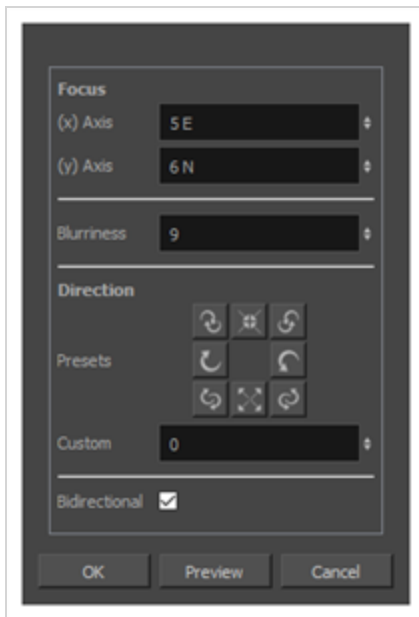 Focus
(x) Axis 5 E
(y) Axis 6 N
Blurriness 9
Direction
Presets
Custom 0
Bidirectional
OK Preview Cancel